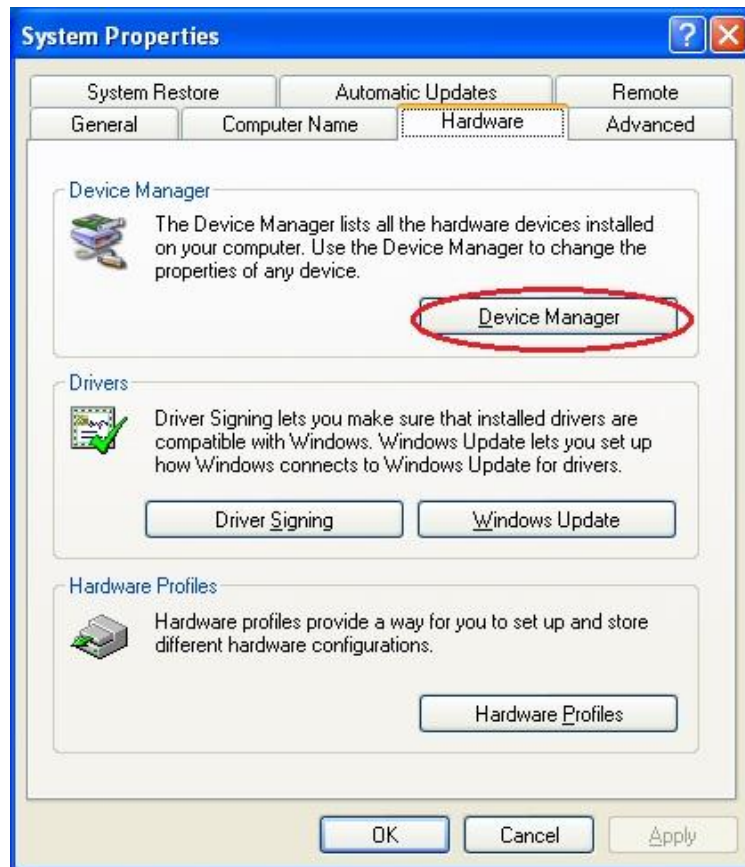 System Properties
System Restore
Automatic Updates
Remote
General
Computer Name
Hardware
Advanced
Device Manager
The Device Manager lists all the hardware devices installed
on your computer. Use the Device Manager to change the
properties of any device.
Device Manager
Drivers
Driver Signing lets you make sure that installed drivers are
compatible with Windows. Windows Update lets you set up
how Windows connects to Windows Update for drivers.
Driver Signing
Windows Update
Hardware Profiles
Hardware profiles provide a way for you to set up and store
different hardware configurations.
Hardware Profiles
OK
Cancel
Apply